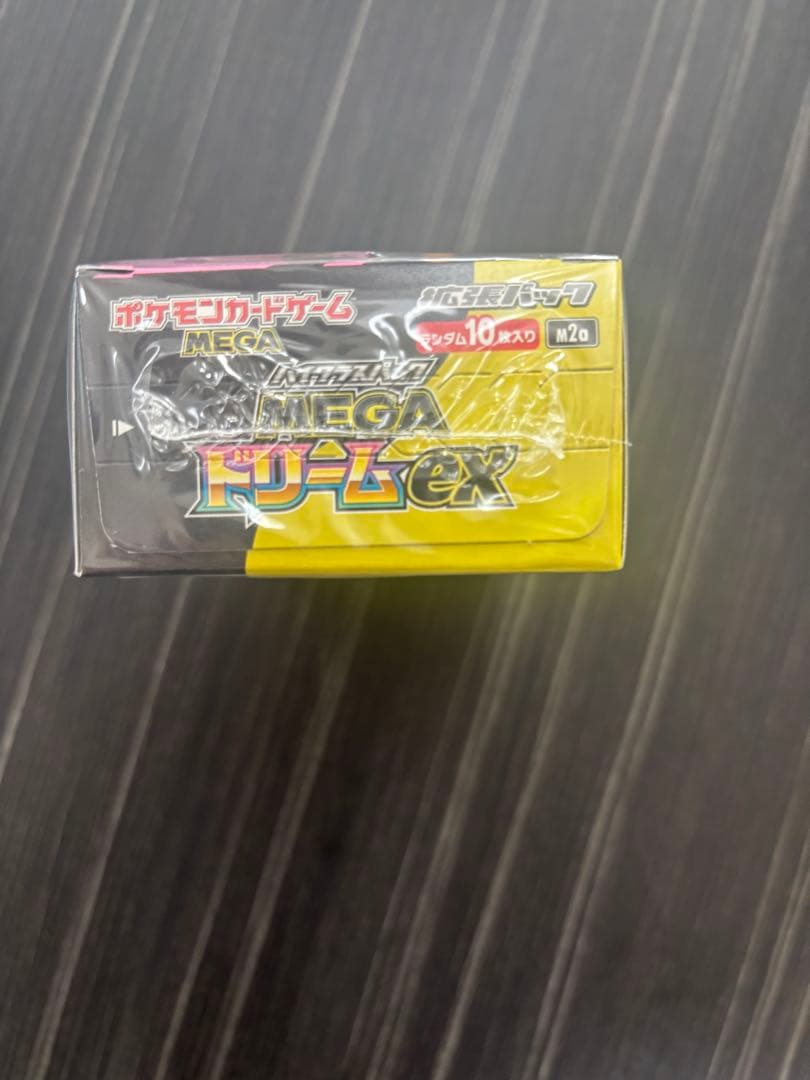 ポケモンカードゲーム
MEGA
拡張パック
ランダム10枚入り
M2a
ハイクラスパック
MEGA
ドリームex